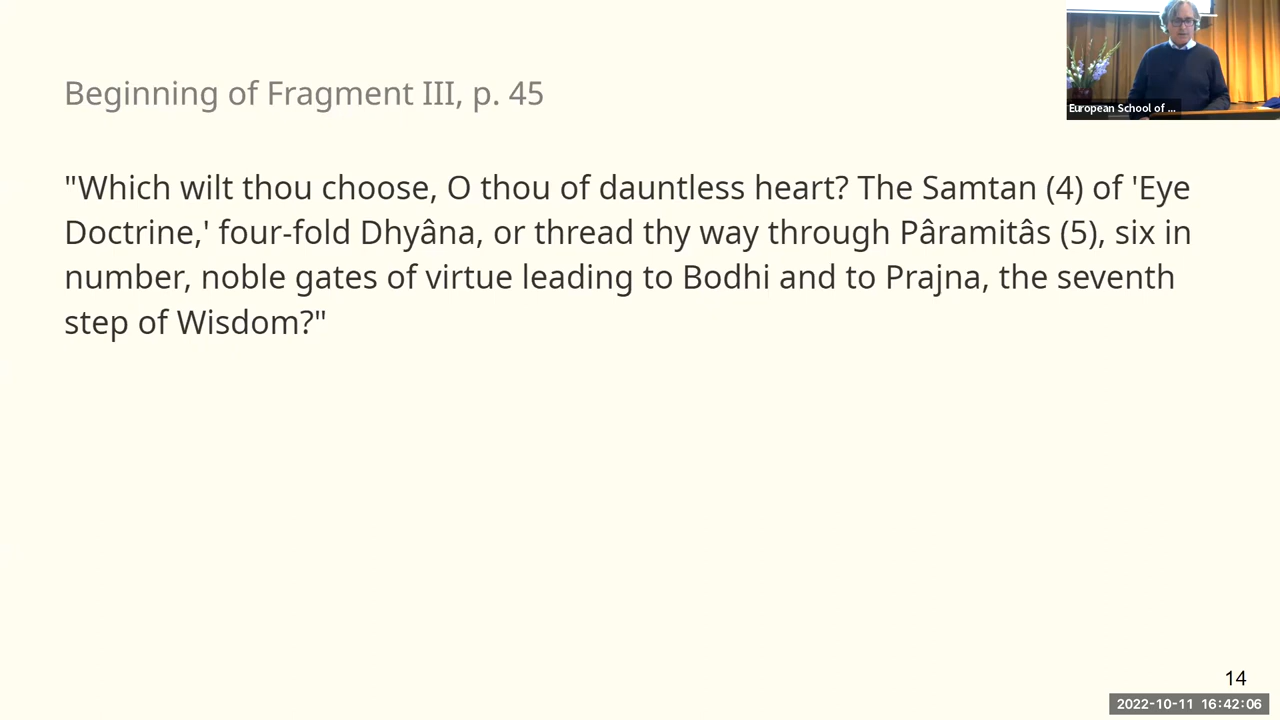 European School of ...
Beginning of Fragment III, p. 45
"Which wilt thou choose, O thou of dauntless heart? The Samtan (4) of 'Eye
Doctrine,' four-fold Dhyâna, or thread thy way through Pâramitâs (5), six in
number, noble gates of virtue leading to Bodhi and to Prajna, the seventh
step of Wisdom?"
14
2022-10-11 16:42:06